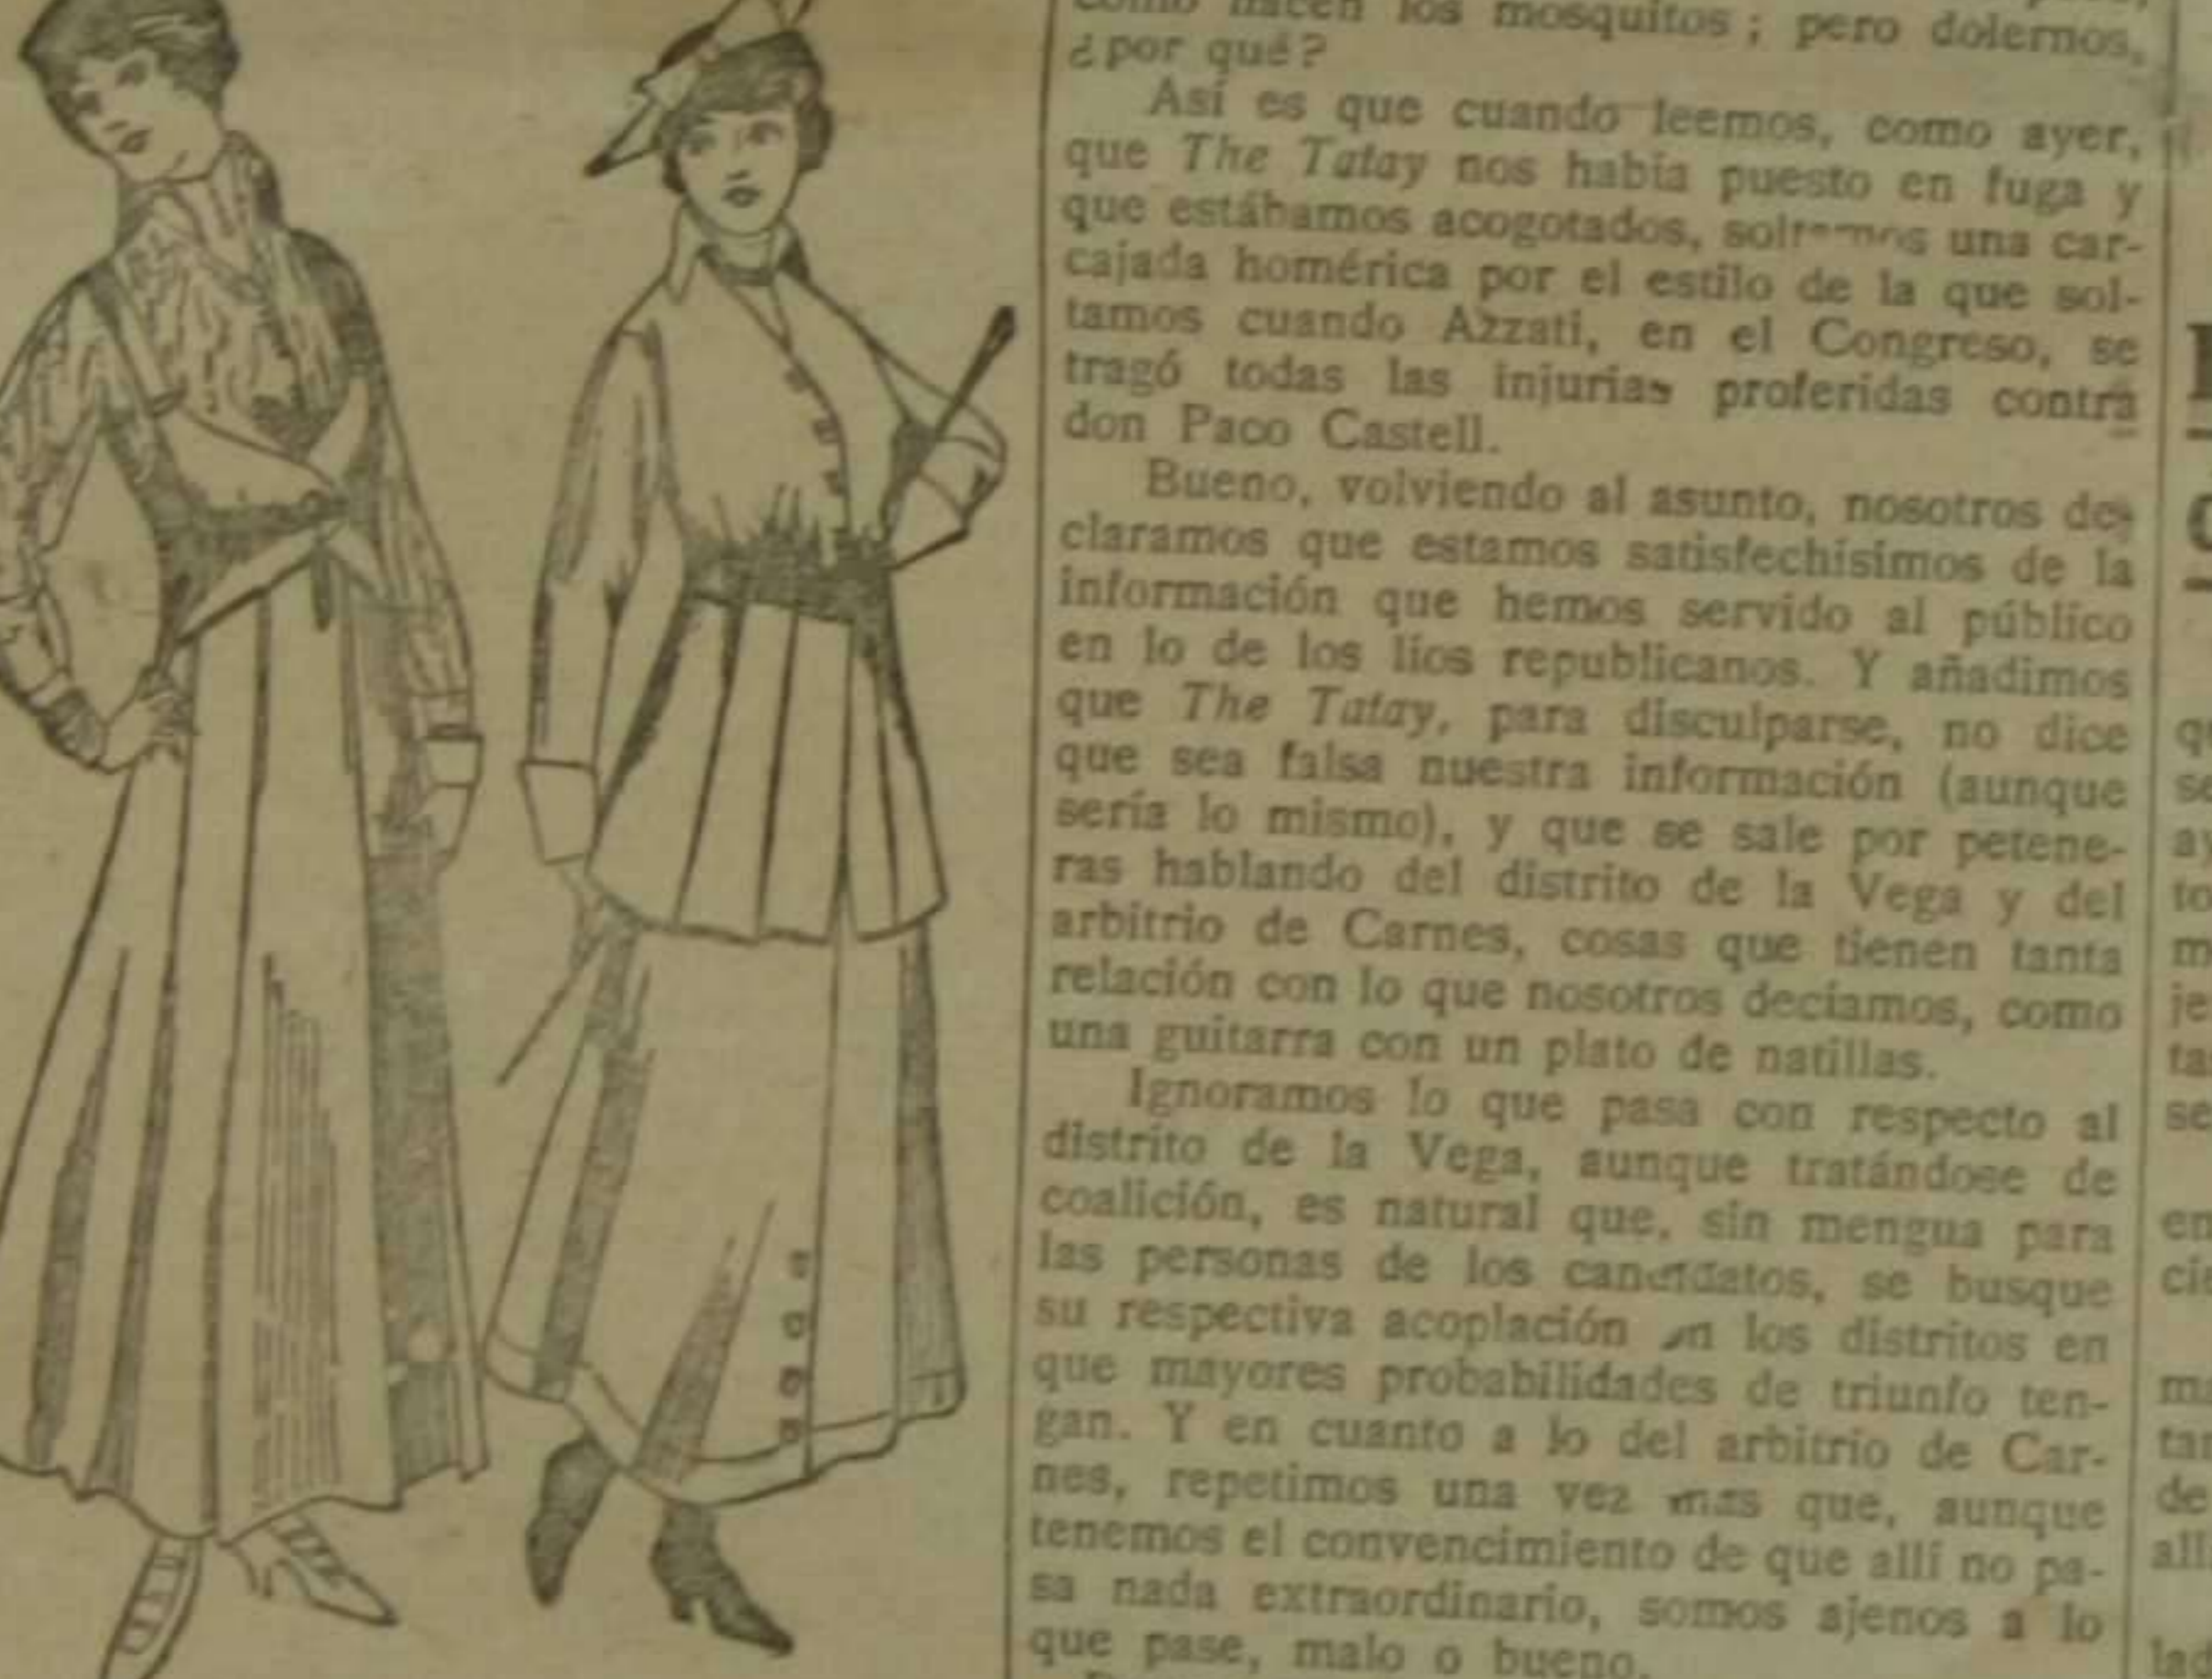 como hacen los mosquitos; pero dolernos,
¿por qué?
Así es que cuando leemos, como ayer,
que The Tatay nos había puesto en fuga y
que estábamos acogotados, una car-
cajada homérica por el estilo de la que sol-
tamos cuando Azzati, en el Congreso, se
tragó todas las injurias proferidas contra
don Paco Castell.
Bueno, volviendo al asunto, nosotros de-
claramos que estamos satisfechísimos de la
información que hemos servido al público
en lo de los líos republicanos. Y añadimos
que The Tatay, para disculparse, no dice
que sea falsa nuestra información (aunque
sería lo mismo), y que se sale por petene-
ras hablando del distrito de la Vega y del
arbitrio de Carnes, cosas que tienen tanta
relación con lo que nosotros decíamos, como
una guitarra con un plato de natillas.
Ignoramos lo que pasa con respecto al
distrito de la Vega, aunque tratándose de
coalición, es natural que, sin mengua para
las personas de los candidatos, se busque
su respectiva acoplación en los distritos en
que mayores probabilidades de triunfo ten-
gan. Y en cuanto a lo del arbitrio de Car-
nes, repetimos una vez mas que, aunque
tenemos el convencimiento de que allí no pa-
sa nada extraordinario, somos ajenos a lo
que pase, malo o bueno.